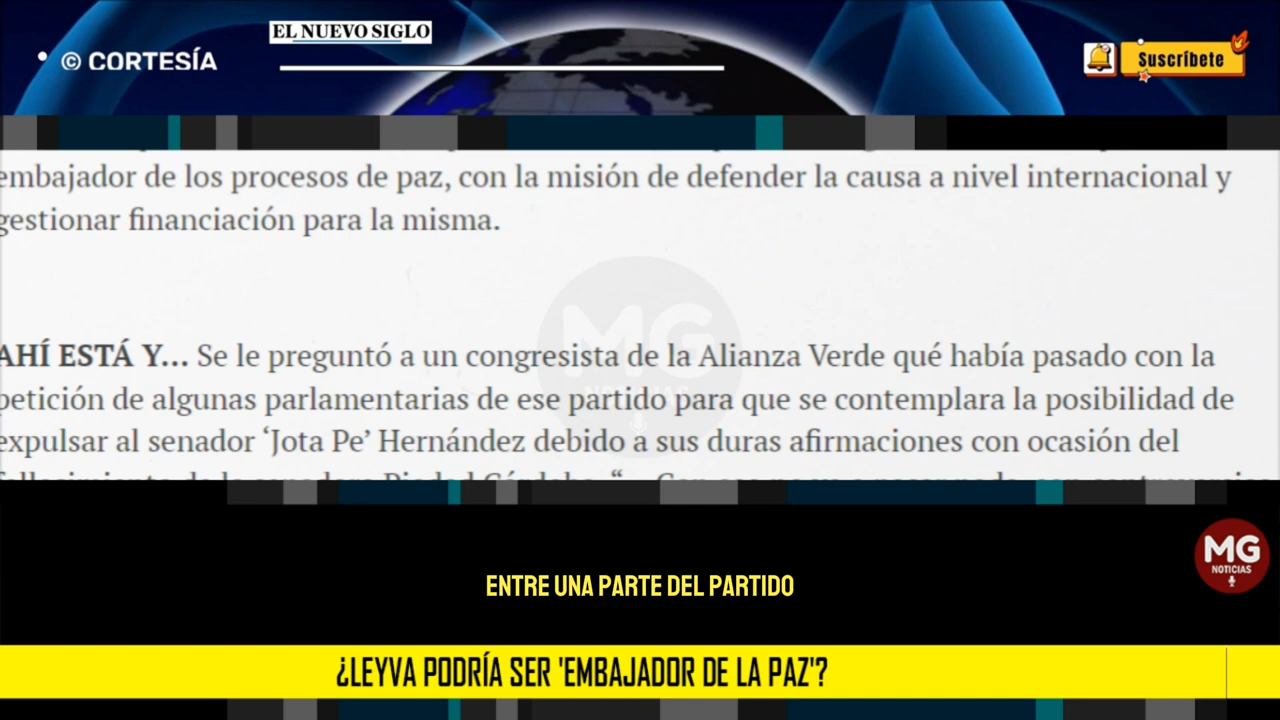 EL NUEVO SIGLO
© CORTESÍA
Suscríbete
embajador de los procesos de paz, con la misión de defender la causa a nivel internacional y
gestionar financiación para la misma.
AHÍ ESTÁ Y... Se le preguntó a un congresista de la Alianza Verde qué había pasado con la
petición de algunas parlamentarias de ese partido para que se contemplara la posibilidad de
expulsar al senador ‘Jota Pe’ Hernández debido a sus duras afirmaciones con ocasión del
MG
NOTICIAS
ENTRE UNA PARTE DEL PARTIDO
MG
NOTICIAS
¿LEYVA PODRÍA SER 'EMBAJADOR DE LA PAZ'?